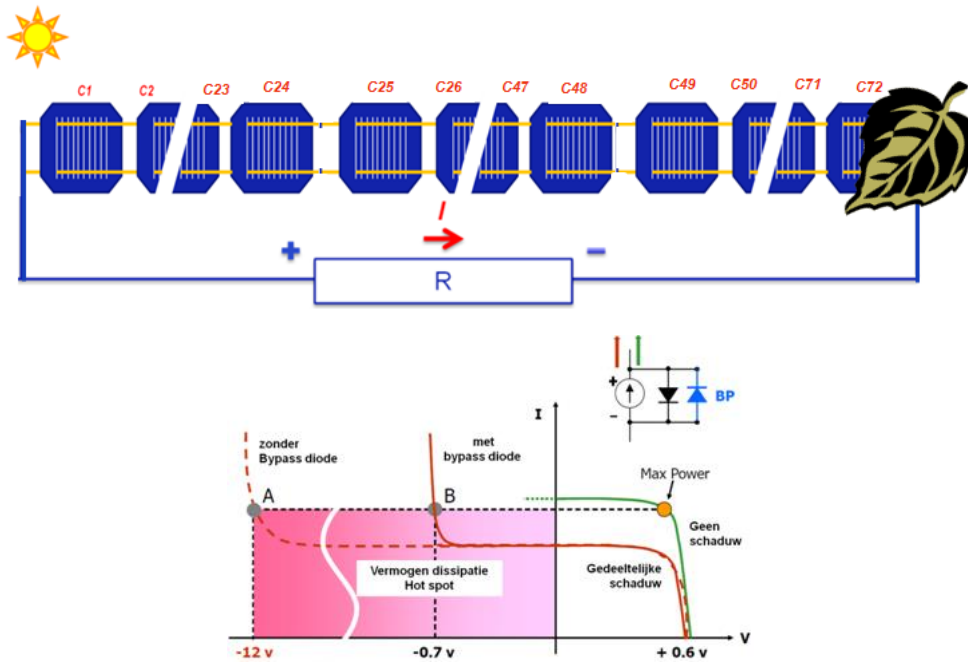 C1 C2 C23 C24 C25 C26 C47 C48 C49 C50 C71 C72
I
+ −
R
+
−
BP
I
zonder
Bypass diode
met
bypass diode
Max Power
A
B
Geen
schaduw
Vermogen dissipatie
Hot spot
Gedeeltelijke
schaduw
V
-12 v
-0.7 v
+ 0.6 v